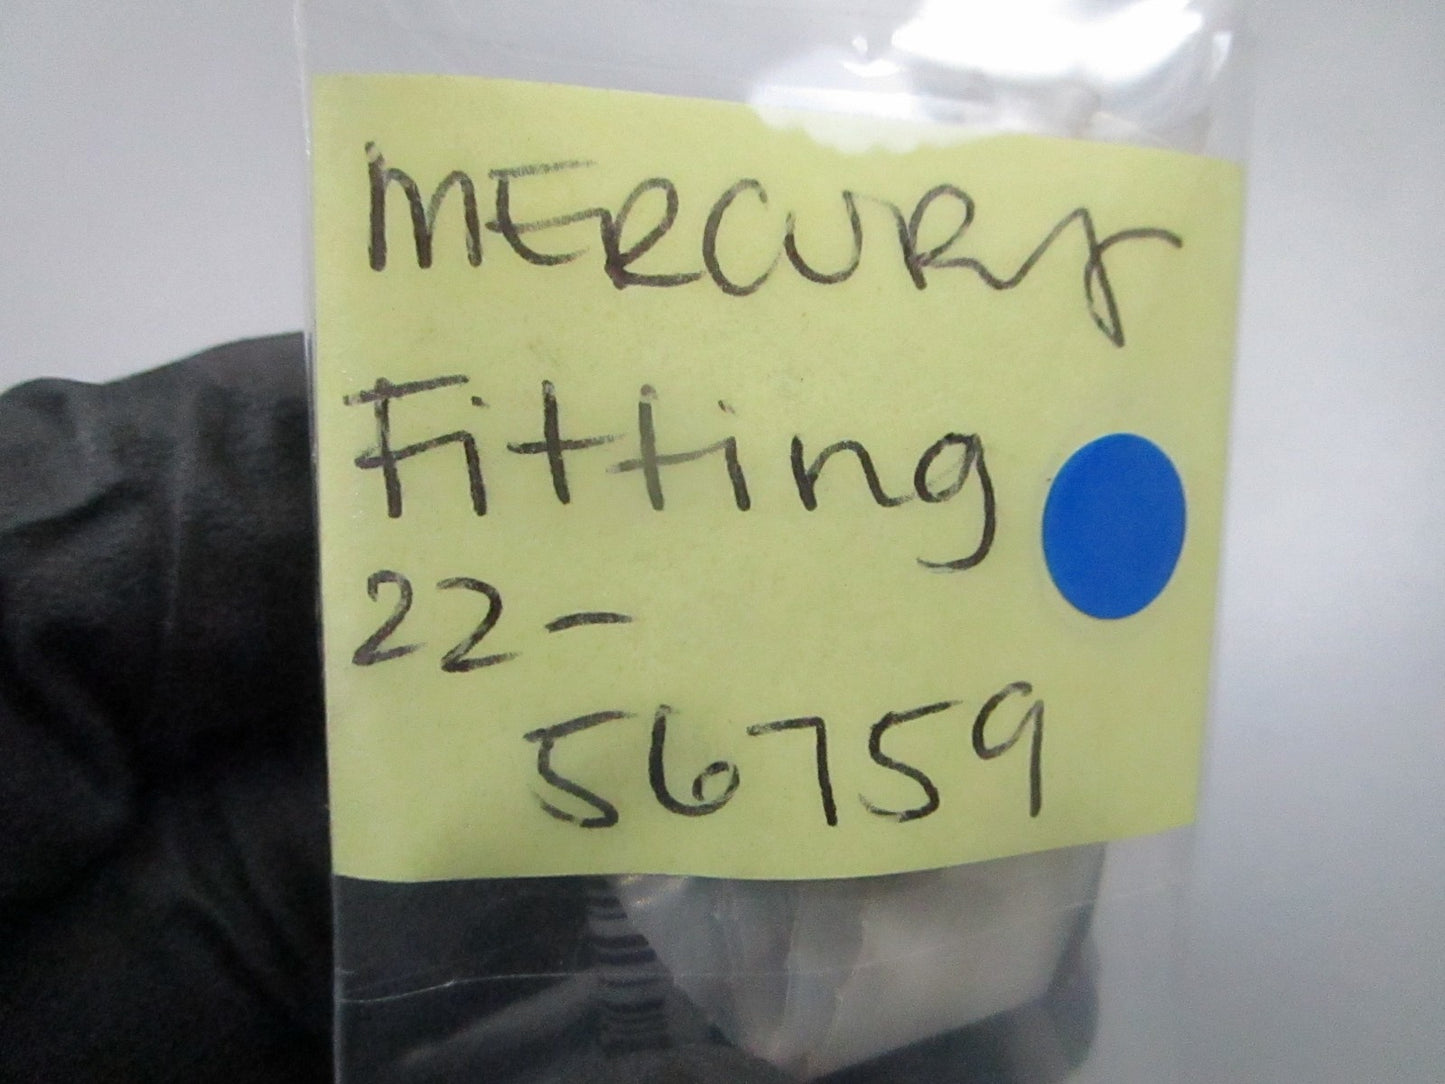 MERCURY
Fitting
22-
56759